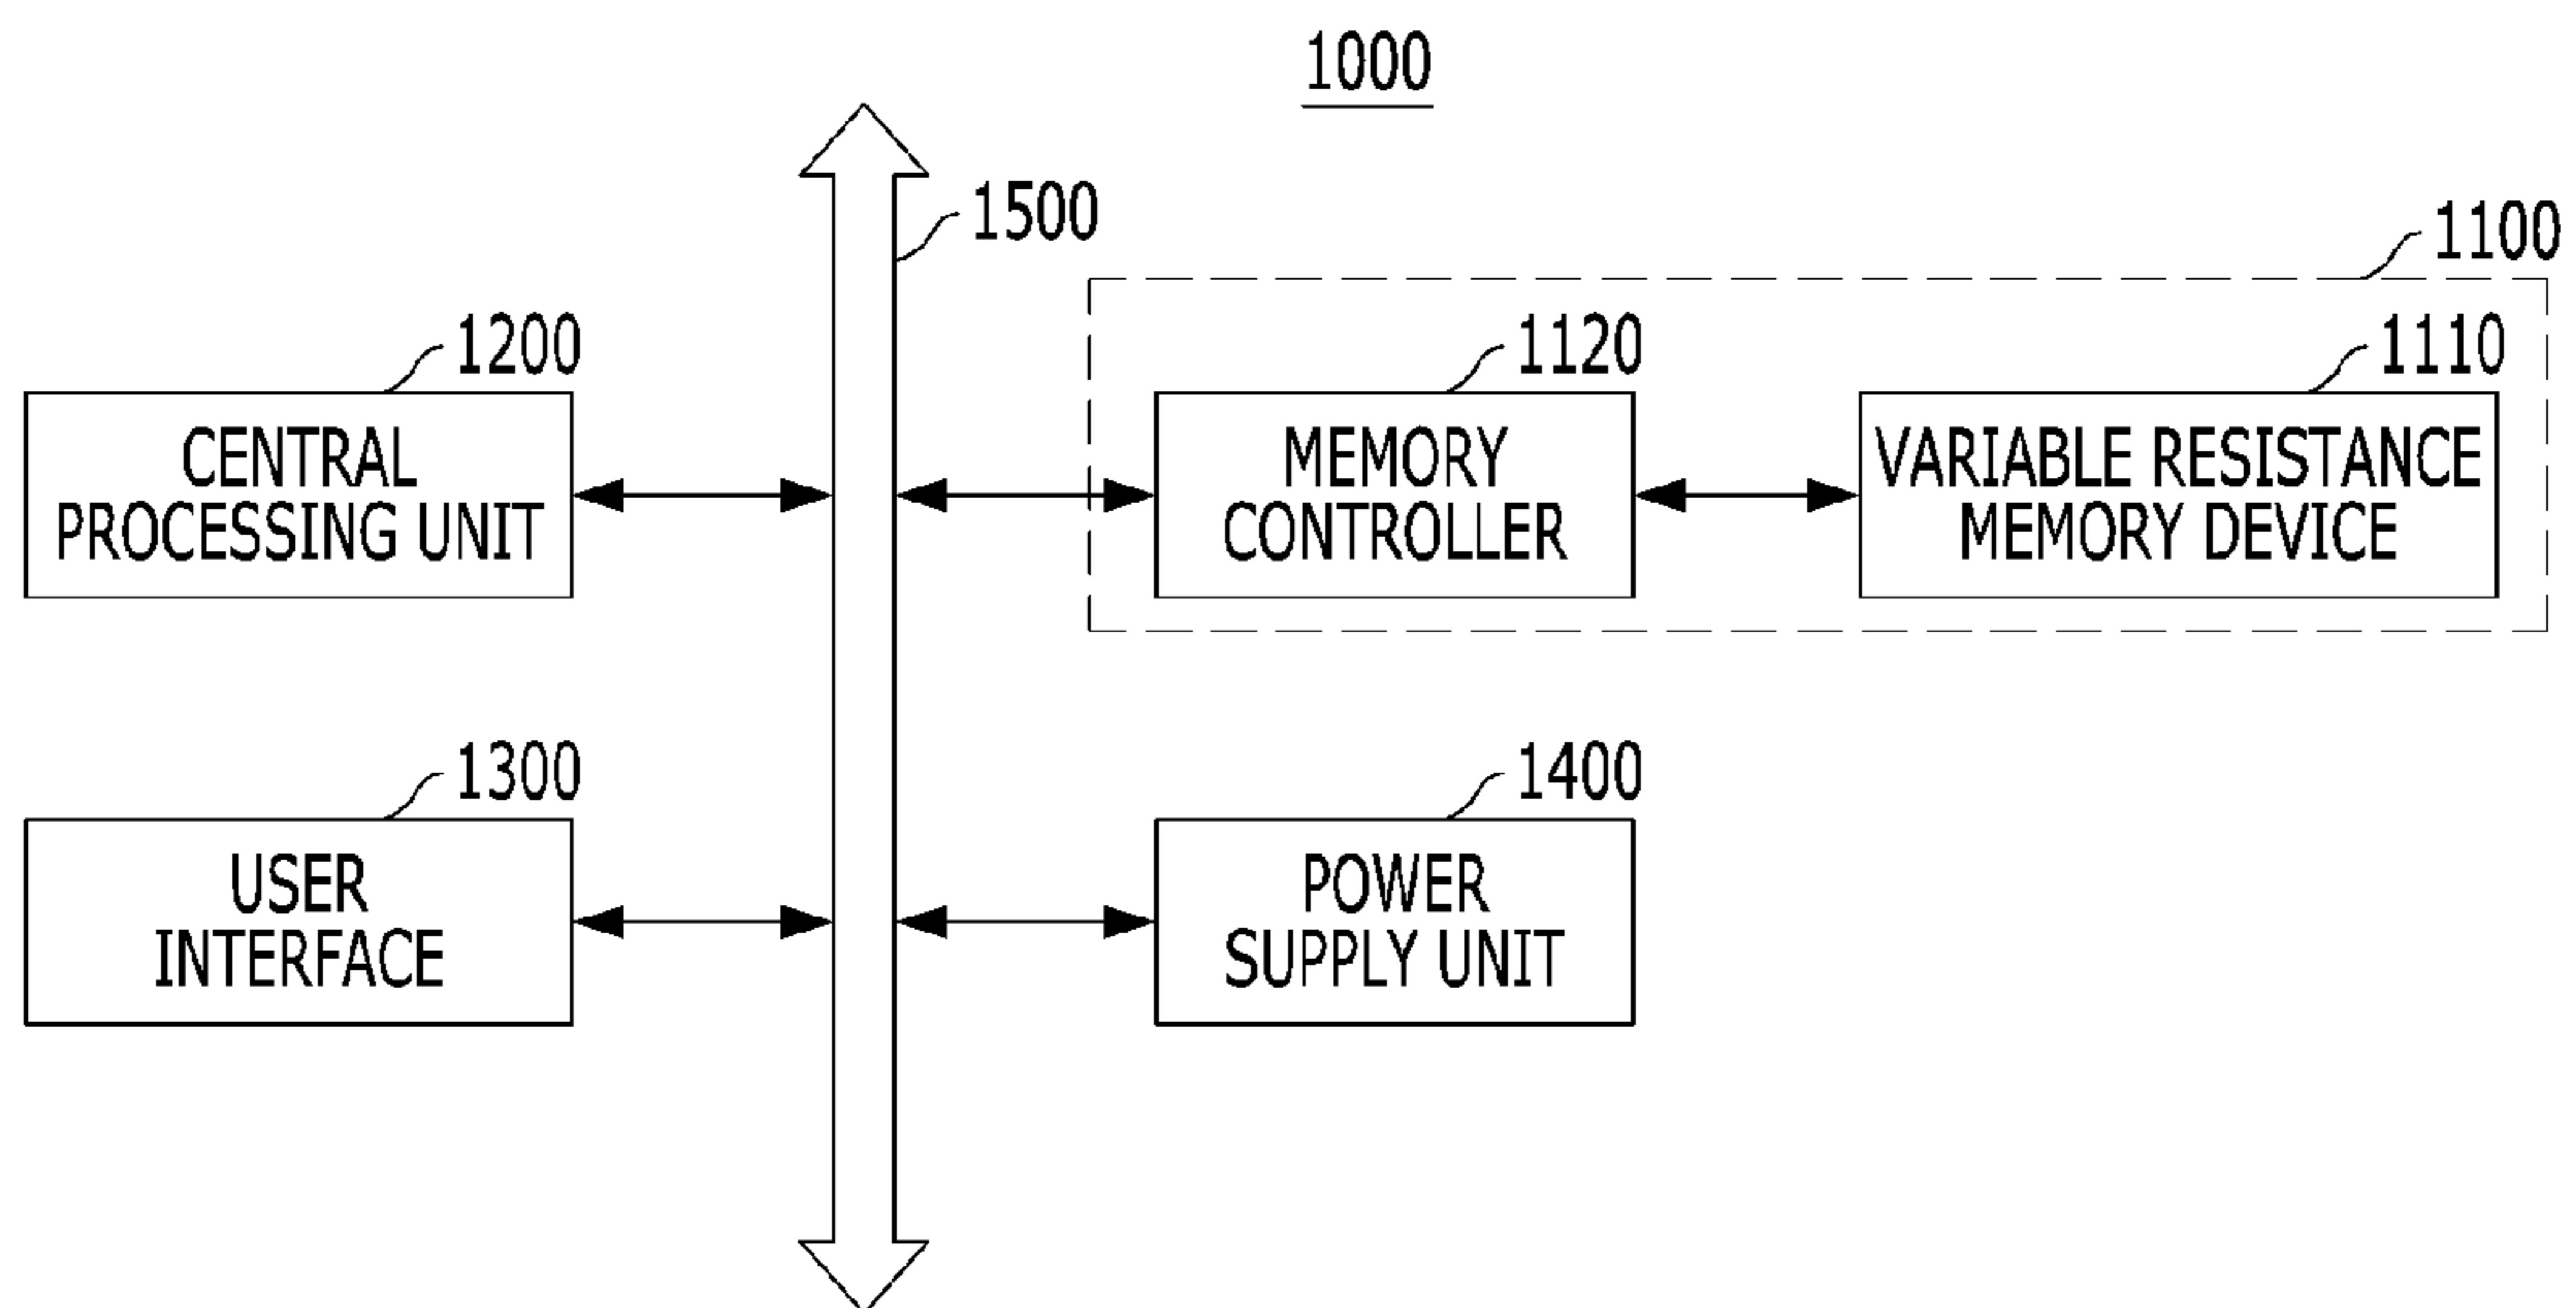 1000
1500
1100
1200
1120
1110
CENTRAL
PROCESSING UNIT
MEMORY
CONTROLLER
VARIABLE RESISTANCE
MEMORY DEVICE
1300
1400
USER
INTERFACE
POWER
SUPPLY UNIT